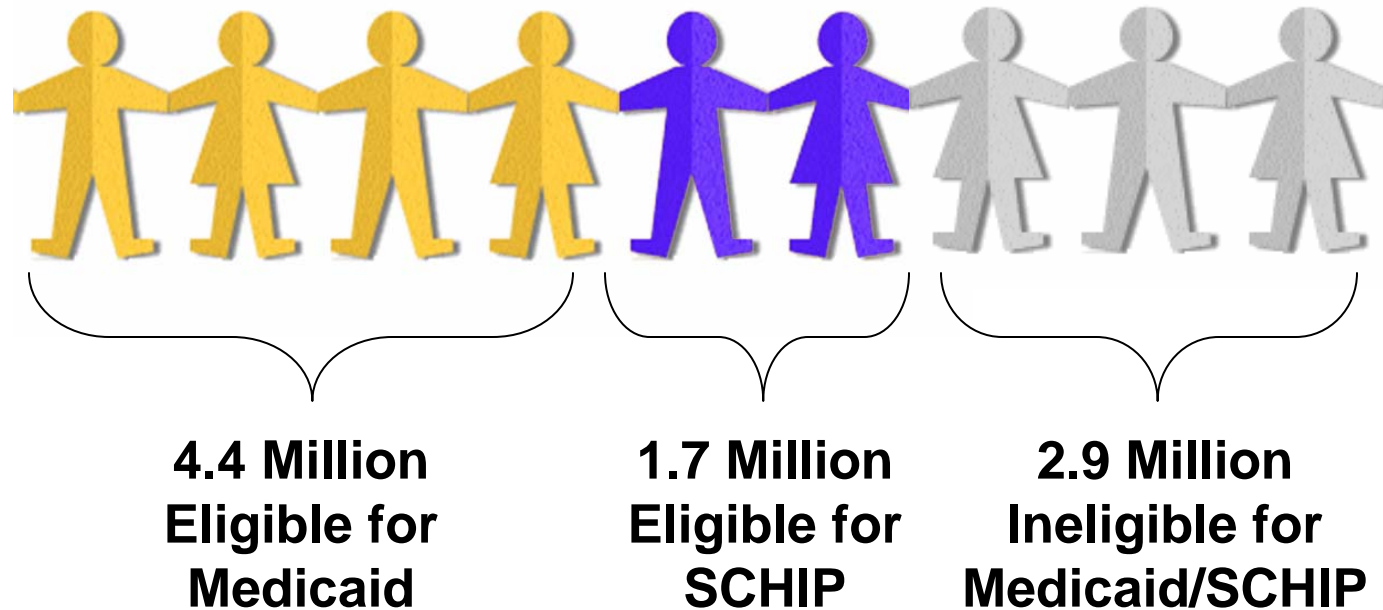 4.4 Million
Eligible for
Medicaid
1.7 Million
Eligible for
SCHIP
2.9 Million
Ineligible for
Medicaid/SCHIP